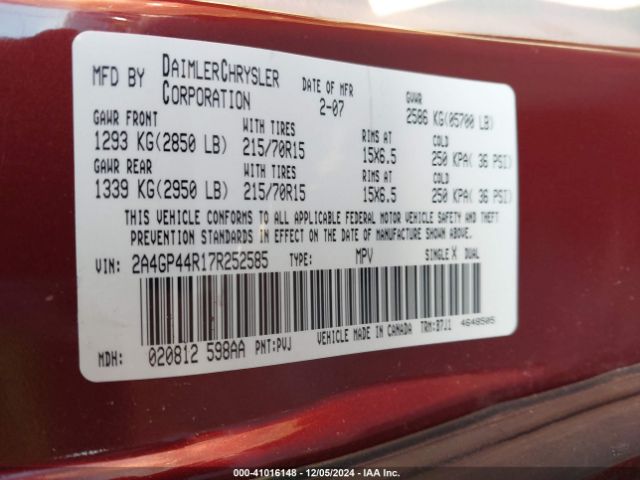 MFD BY DAIMLERCHRYSLER CORPORATION
DATE OF MFR 2-07
GVWR 2586 KG(05700 LB)
GAWR FRONT WITH TIRES RIMS AT COLD
1293 KG(2850 LB) 215/70R15 15X6.5 250 KPA( 36 PSI)
GAWR REAR WITH TIRES RIMS AT COLD
1339 KG(2950 LB) 215/70R15 15X6.5 250 KPA( 36 PSI)
THIS VEHICLE CONFORMS TO ALL APPLICABLE FEDERAL MOTOR VEHICLE SAFETY AND THEFT
PREVENTION STANDARDS IN EFFECT ON THE DATE OF MANUFACTURE SHOWN ABOVE.
VIN: 2A4GP44R17R252585 TYPE: MPV SINGLE X DUAL
MDH: 020812 598AA PNT:PVJ VEHICLE MADE IN CANADA TRM:B7J1 4648505
000-41016148 - 12/05/2024 - IAA Inc.